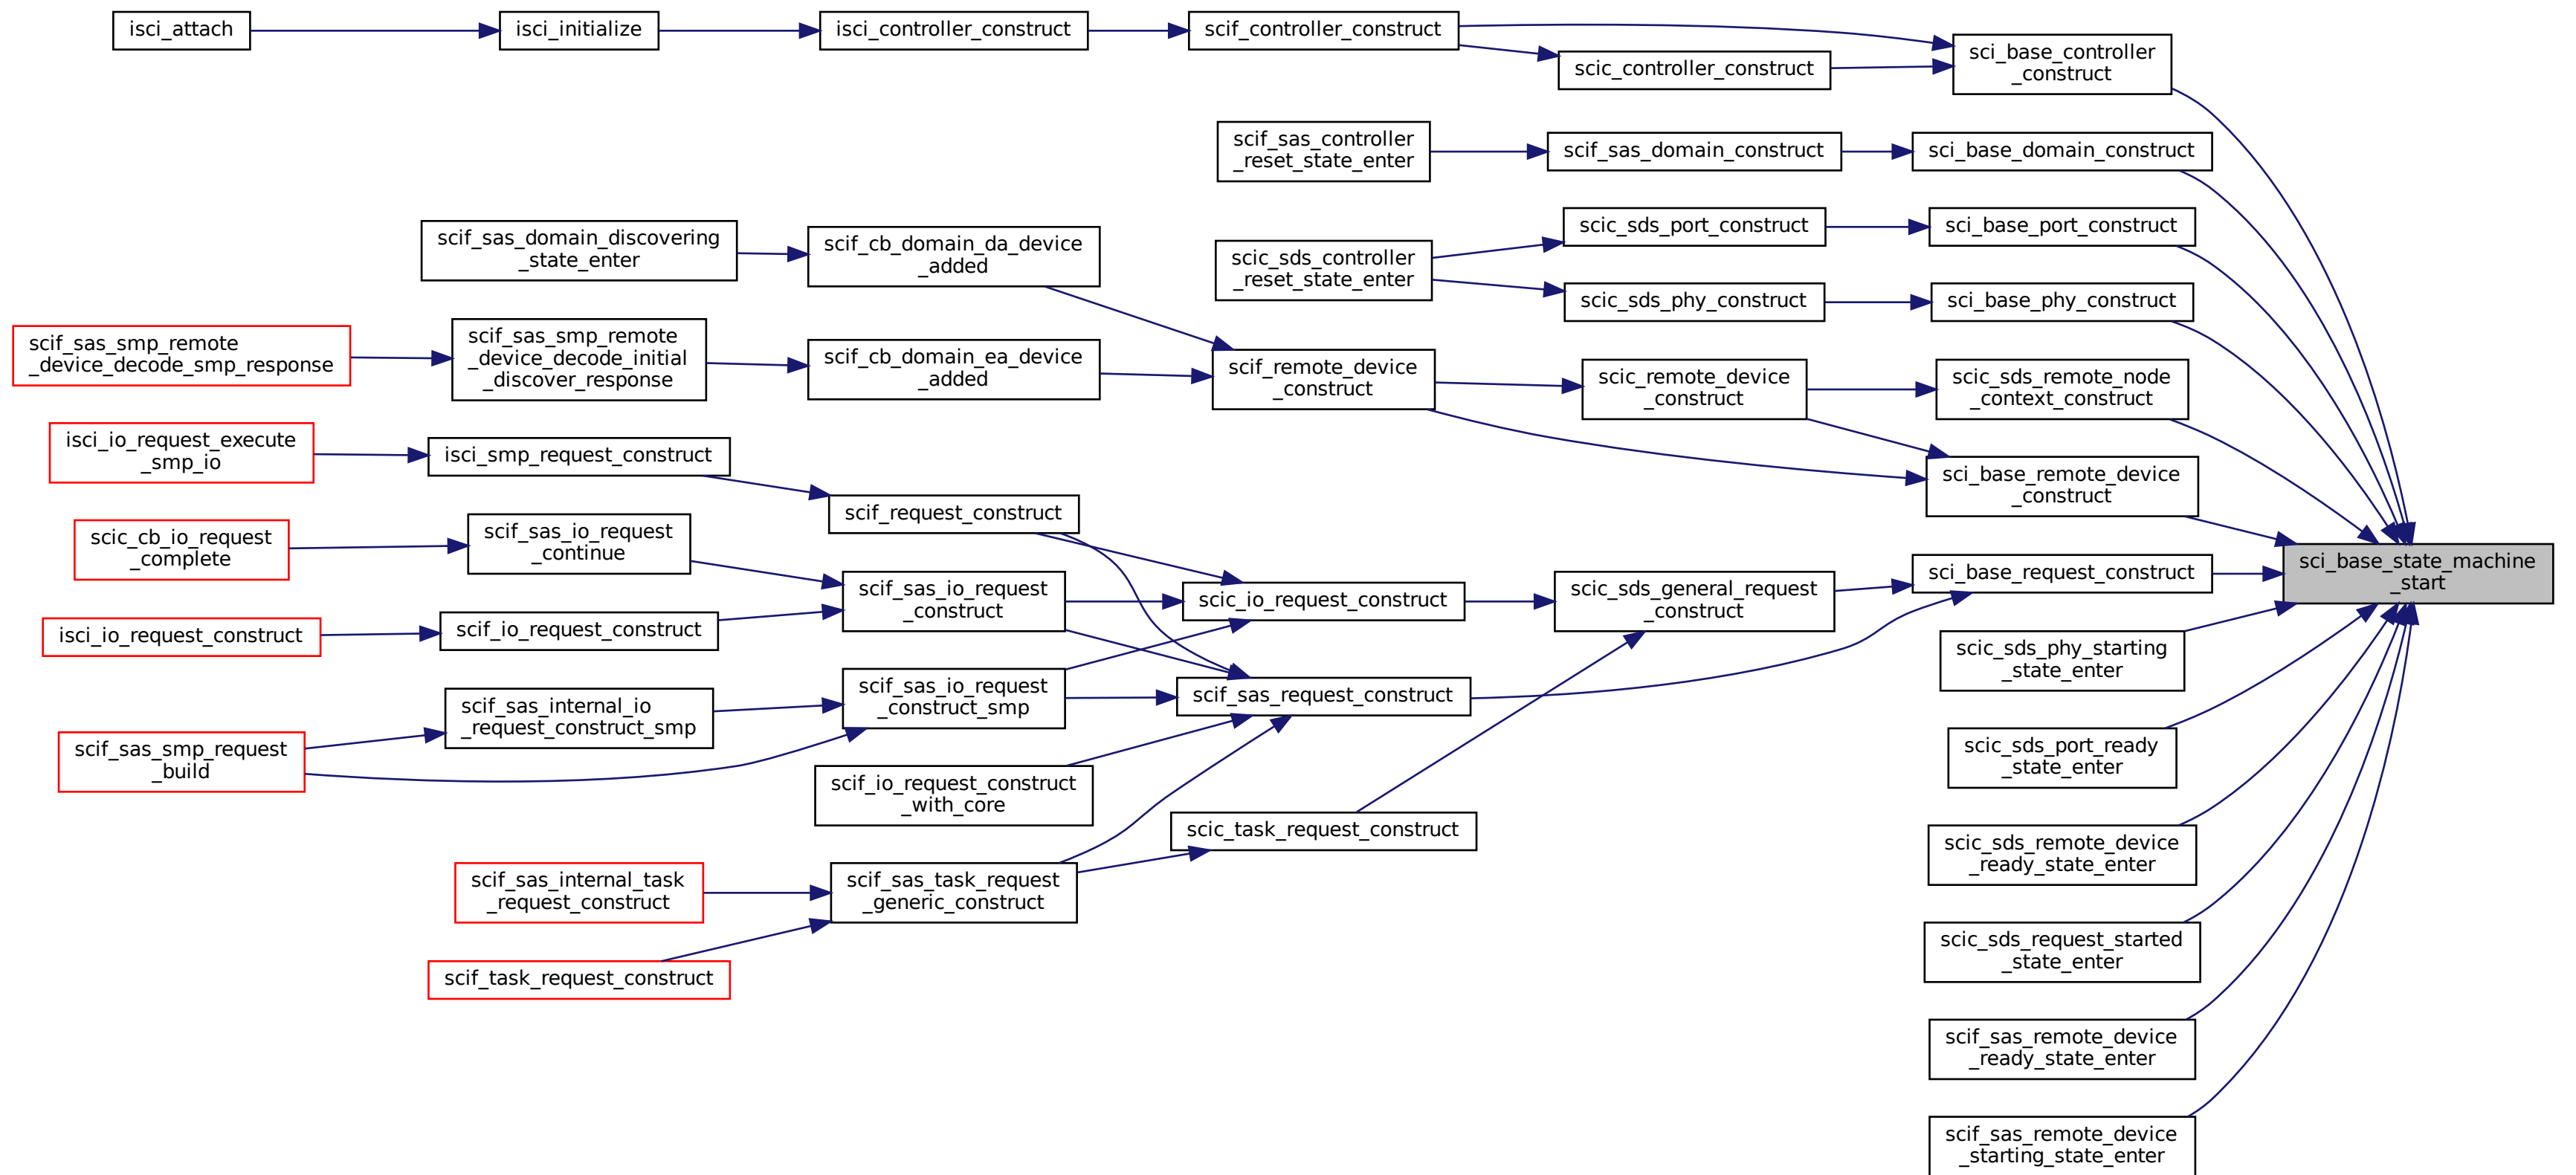 isci_attach
isci_initialize
isci_controller_construct
scif_controller_construct
scic_controller_construct
sci_base_controller
_construct
scif_sas_controller
_reset_state_enter
scif_sas_domain_construct
sci_base_domain_construct
scif_sas_domain_discovering
_state_enter
scif_cb_domain_da_device
_added
scic_sds_controller
_reset_state_enter
scic_sds_port_construct
sci_base_port_construct
scic_sds_phy_construct
sci_base_phy_construct
scif_sas_smp_remote
_device_decode_smp_response
scif_sas_smp_remote
_device_decode_initial
_discover_response
scif_cb_domain_ea_device
_added
scif_remote_device
_construct
scic_remote_device
_construct
scic_sds_remote_node
_context_construct
isci_io_request_execute
_smp_io
isci_smp_request_construct
sci_base_remote_device
_construct
scif_request_construct
scic_cb_io_request
_complete
scif_sas_io_request
_continue
scif_sas_io_request
_construct
scic_io_request_construct
scic_sds_general_request
_construct
sci_base_request_construct
sci_base_state_machine
_start
isci_io_request_construct
scif_io_request_construct
scic_sds_phy_starting
_state_enter
scif_sas_smp_request
_build
scif_sas_internal_io
_request_construct_smp
scif_sas_io_request
_construct_smp
scif_sas_request_construct
scic_sds_port_ready
_state_enter
scif_io_request_construct
_with_core
scic_task_request_construct
scic_sds_remote_device
_ready_state_enter
scif_sas_internal_task
_request_construct
scif_sas_task_request
_generic_construct
scic_sds_request_started
_state_enter
scif_task_request_construct
scif_sas_remote_device
_ready_state_enter
scif_sas_remote_device
_starting_state_enter